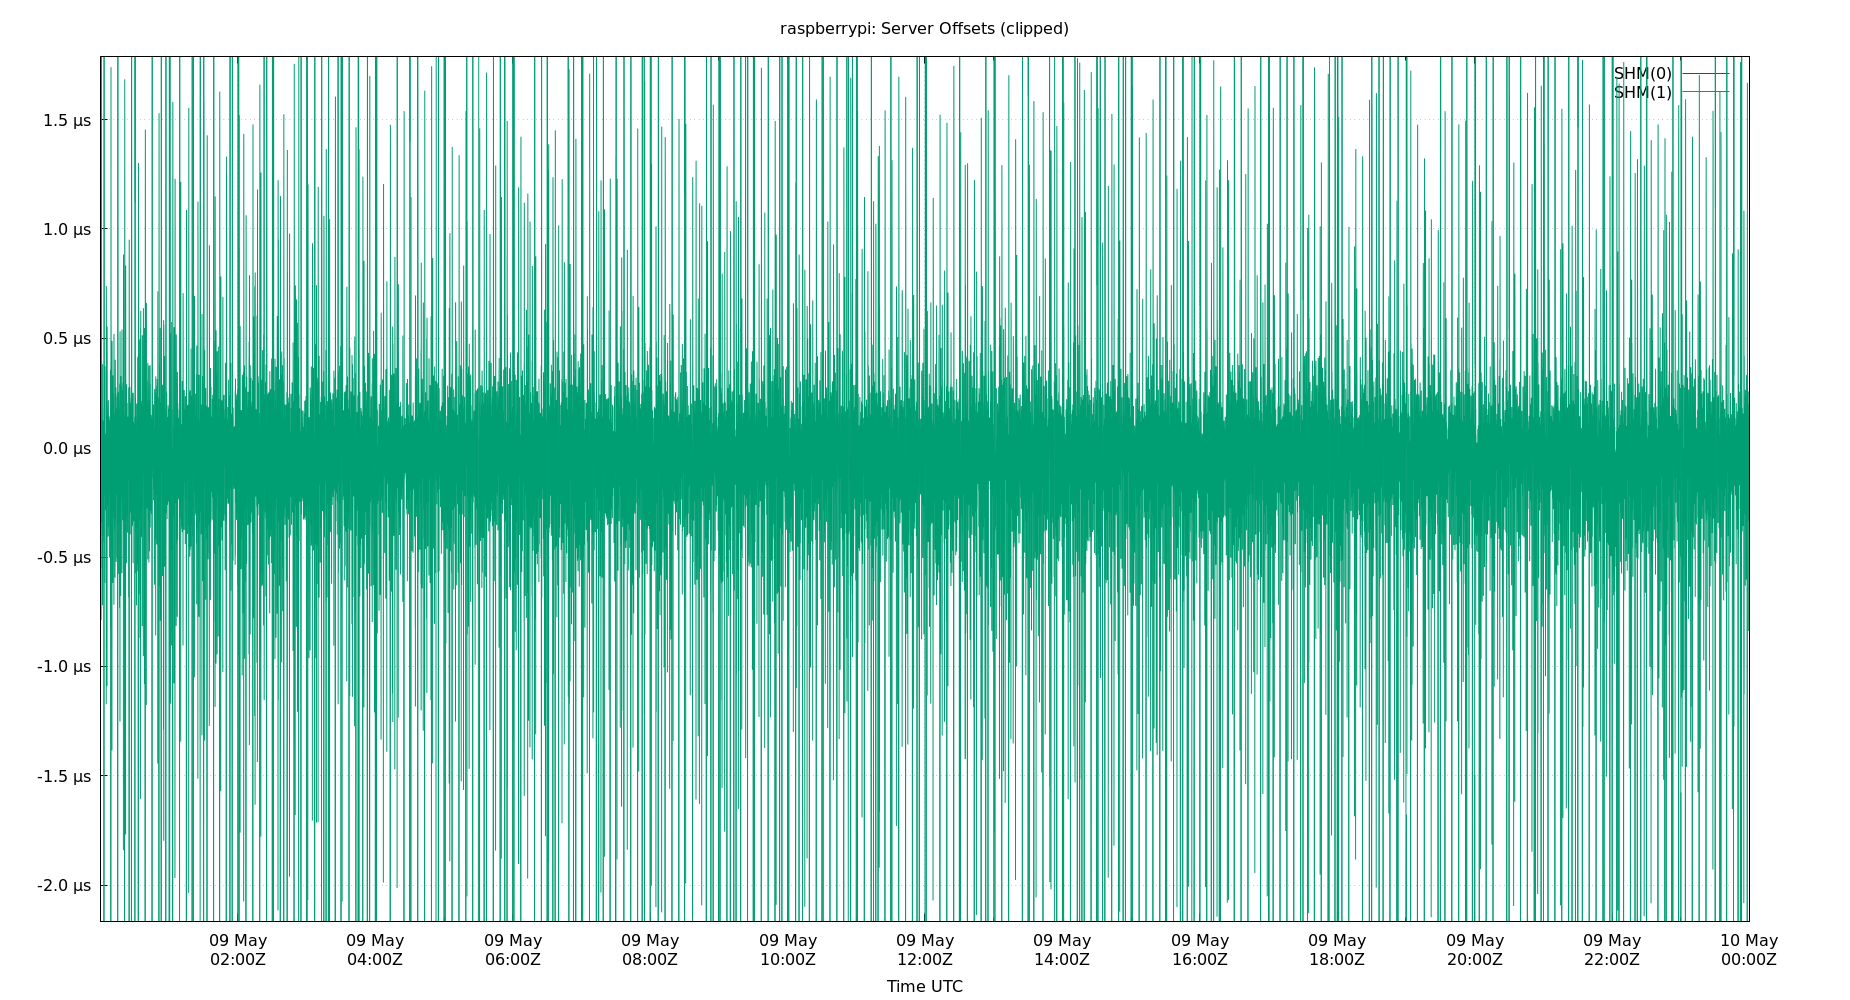 raspberrypi: Server Offsets (clipped)
SHM(0)
SHM(1)
1.5 µs
1.0 µs
0.5 µs
0.0 µs
-0.5 µs
-1.0 µs
-1.5 µs
-2.0 µs
09 May 09 May 09 May 09 May 09 May 09 May 09 May 09 May 09 May 09 May 09 May 10 May
02:00Z 04:00Z 06:00Z 08:00Z 10:00Z 12:00Z 14:00Z 16:00Z 18:00Z 20:00Z 22:00Z 00:00Z
Time UTC